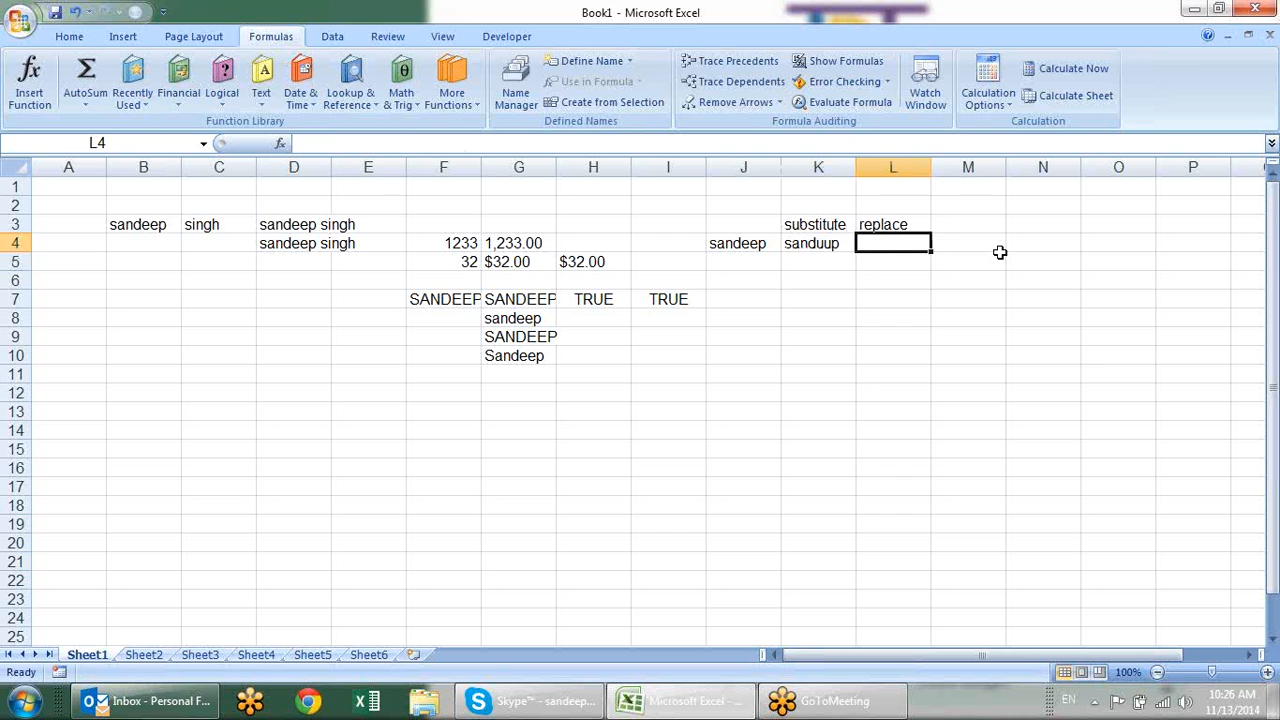 Book1 - Microsoft Excel
Home Insert Page Layout Formulas Data Review View Developer
Insert Function
AutoSum
Recently Used
Financial
Logical
Text
Date & Time
Lookup & Reference
Math & Trig
More Functions
Function Library
Name Manager
Define Name
Use in Formula
Create from Selection
Defined Names
Trace Precedents
Trace Dependents
Remove Arrows
Show Formulas
Error Checking
Evaluate Formula
Formula Auditing
Watch Window
Calculation Options
Calculate Now
Calculate Sheet
Calculation
L4
fx
A B C D E F G H I J K L M N O P
1
2
3 sandeep singh sandeep singh substitute replace
4 sandeep singh 1233 1,233.00 sandeep sanduup
5 32 $32.00 $32.00
6
7 SANDEEP SANDEEP TRUE TRUE
8 sandeep
9 SANDEEP
10 Sandeep
11
12
13
14
15
16
17
18
19
20
21
22
23
24
25
Sheet1 Sheet2 Sheet3 Sheet4 Sheet5 Sheet6
Ready 100%
Inbox - Personal F... Skype™ - sandeep... Microsoft Excel - ... GoToMeeting EN 10:26 AM
11/13/2014